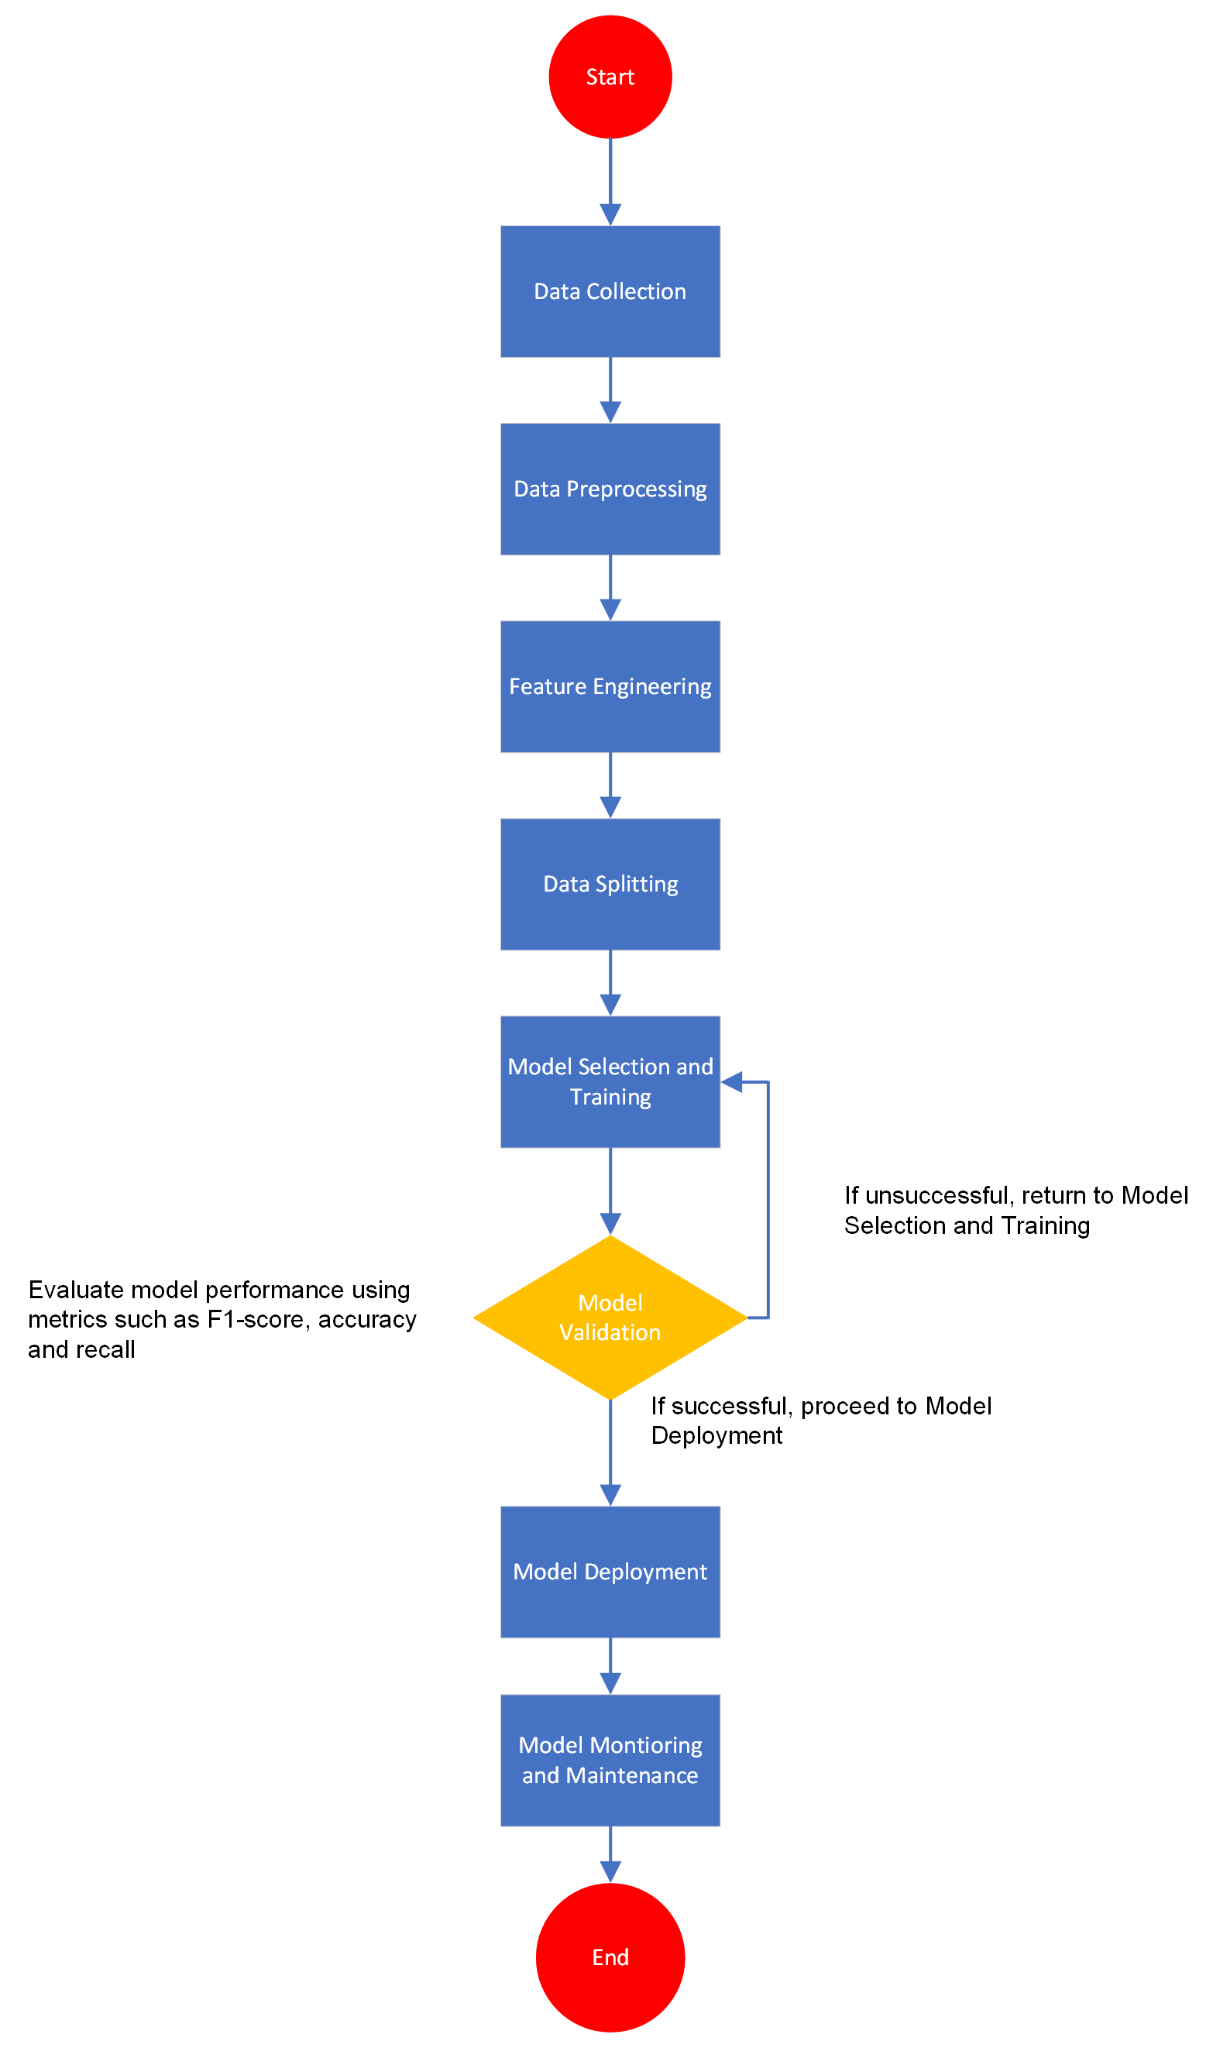 Start
Data Collection
Data Preprocessing
Feature Engineering
Data Splitting
Model Selection and
Training
If unsuccessful, return to Model
Selection and Training
Evaluate model performance using
metrics such as F1-score, accuracy
and recall
Model
Validation
If successful, proceed to Model
Deployment
Model Deployment
Model Montioring
and Maintenance
End